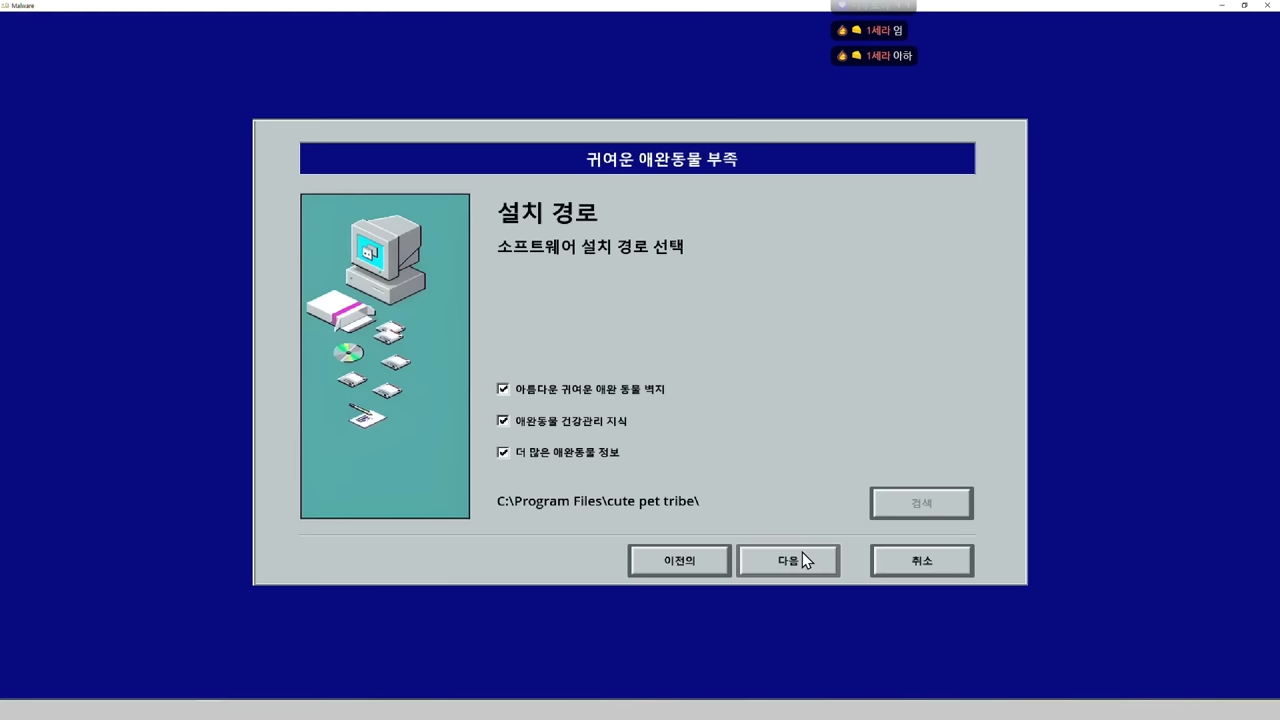 Malware
1세라 엄
1세라 아하
귀여운 애완동물 부족
설치 경로
소프트웨어 설치 경로 선택
아름다운 귀여운 애완 동물 벽지
애완동물 건강관리 지식
더 많은 애완동물 정보
C:\Program Files\cute pet tribe\
검색
이전의
다음
취소